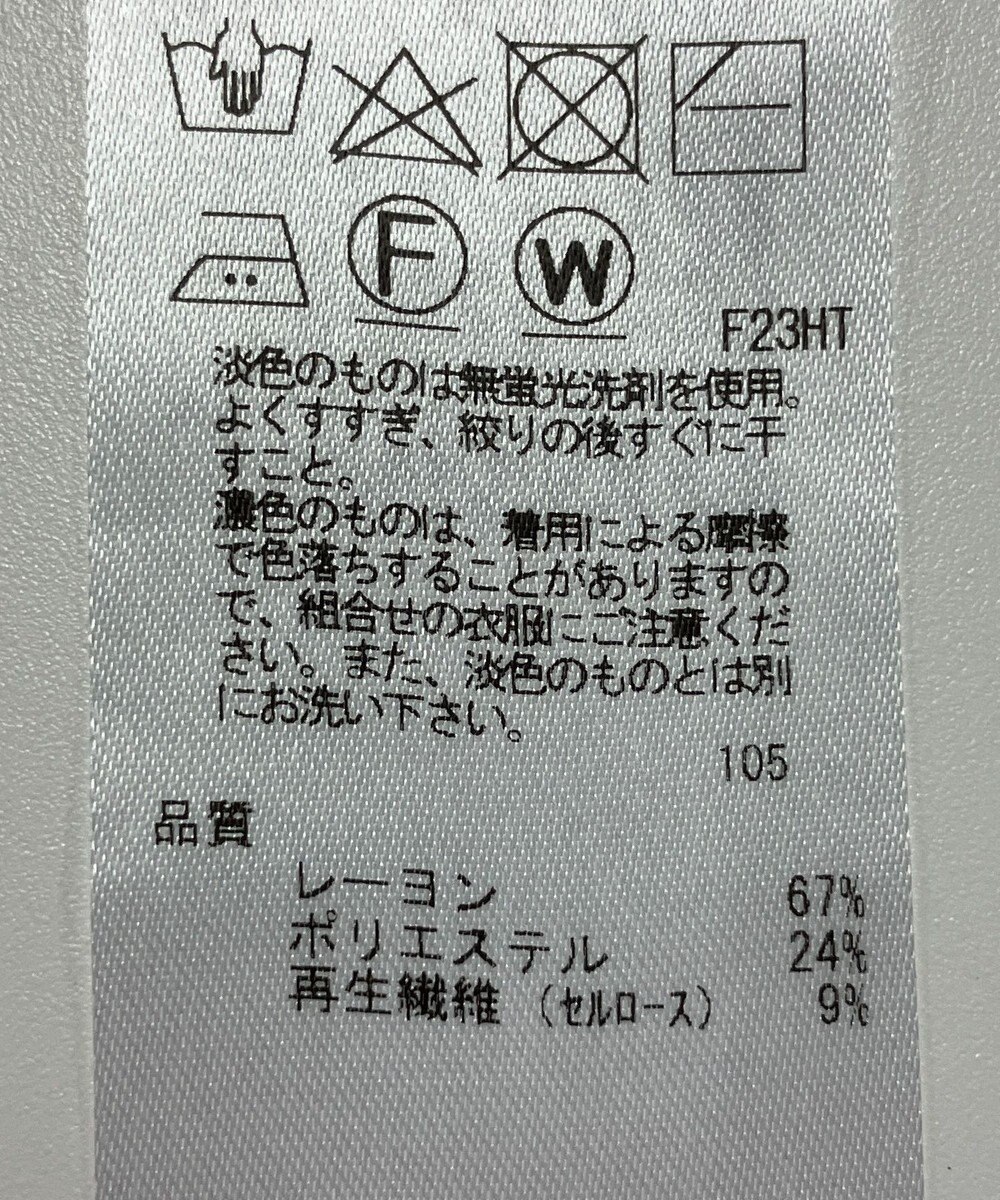 F
W
F23HT
淡色のものは無蛍光洗剤を使用。
よくすすぎ、絞りの後すぐに干
すこと。
濃色のものは、着用による摩擦
で色落ちすることがありますの
で、組合せの衣服にご注意くだ
さい。また、淡色のものとは別
にお洗い下さい。
105
品質
レーヨン 67%
ポリエステル 24%
再生繊維（セルロース） 9%